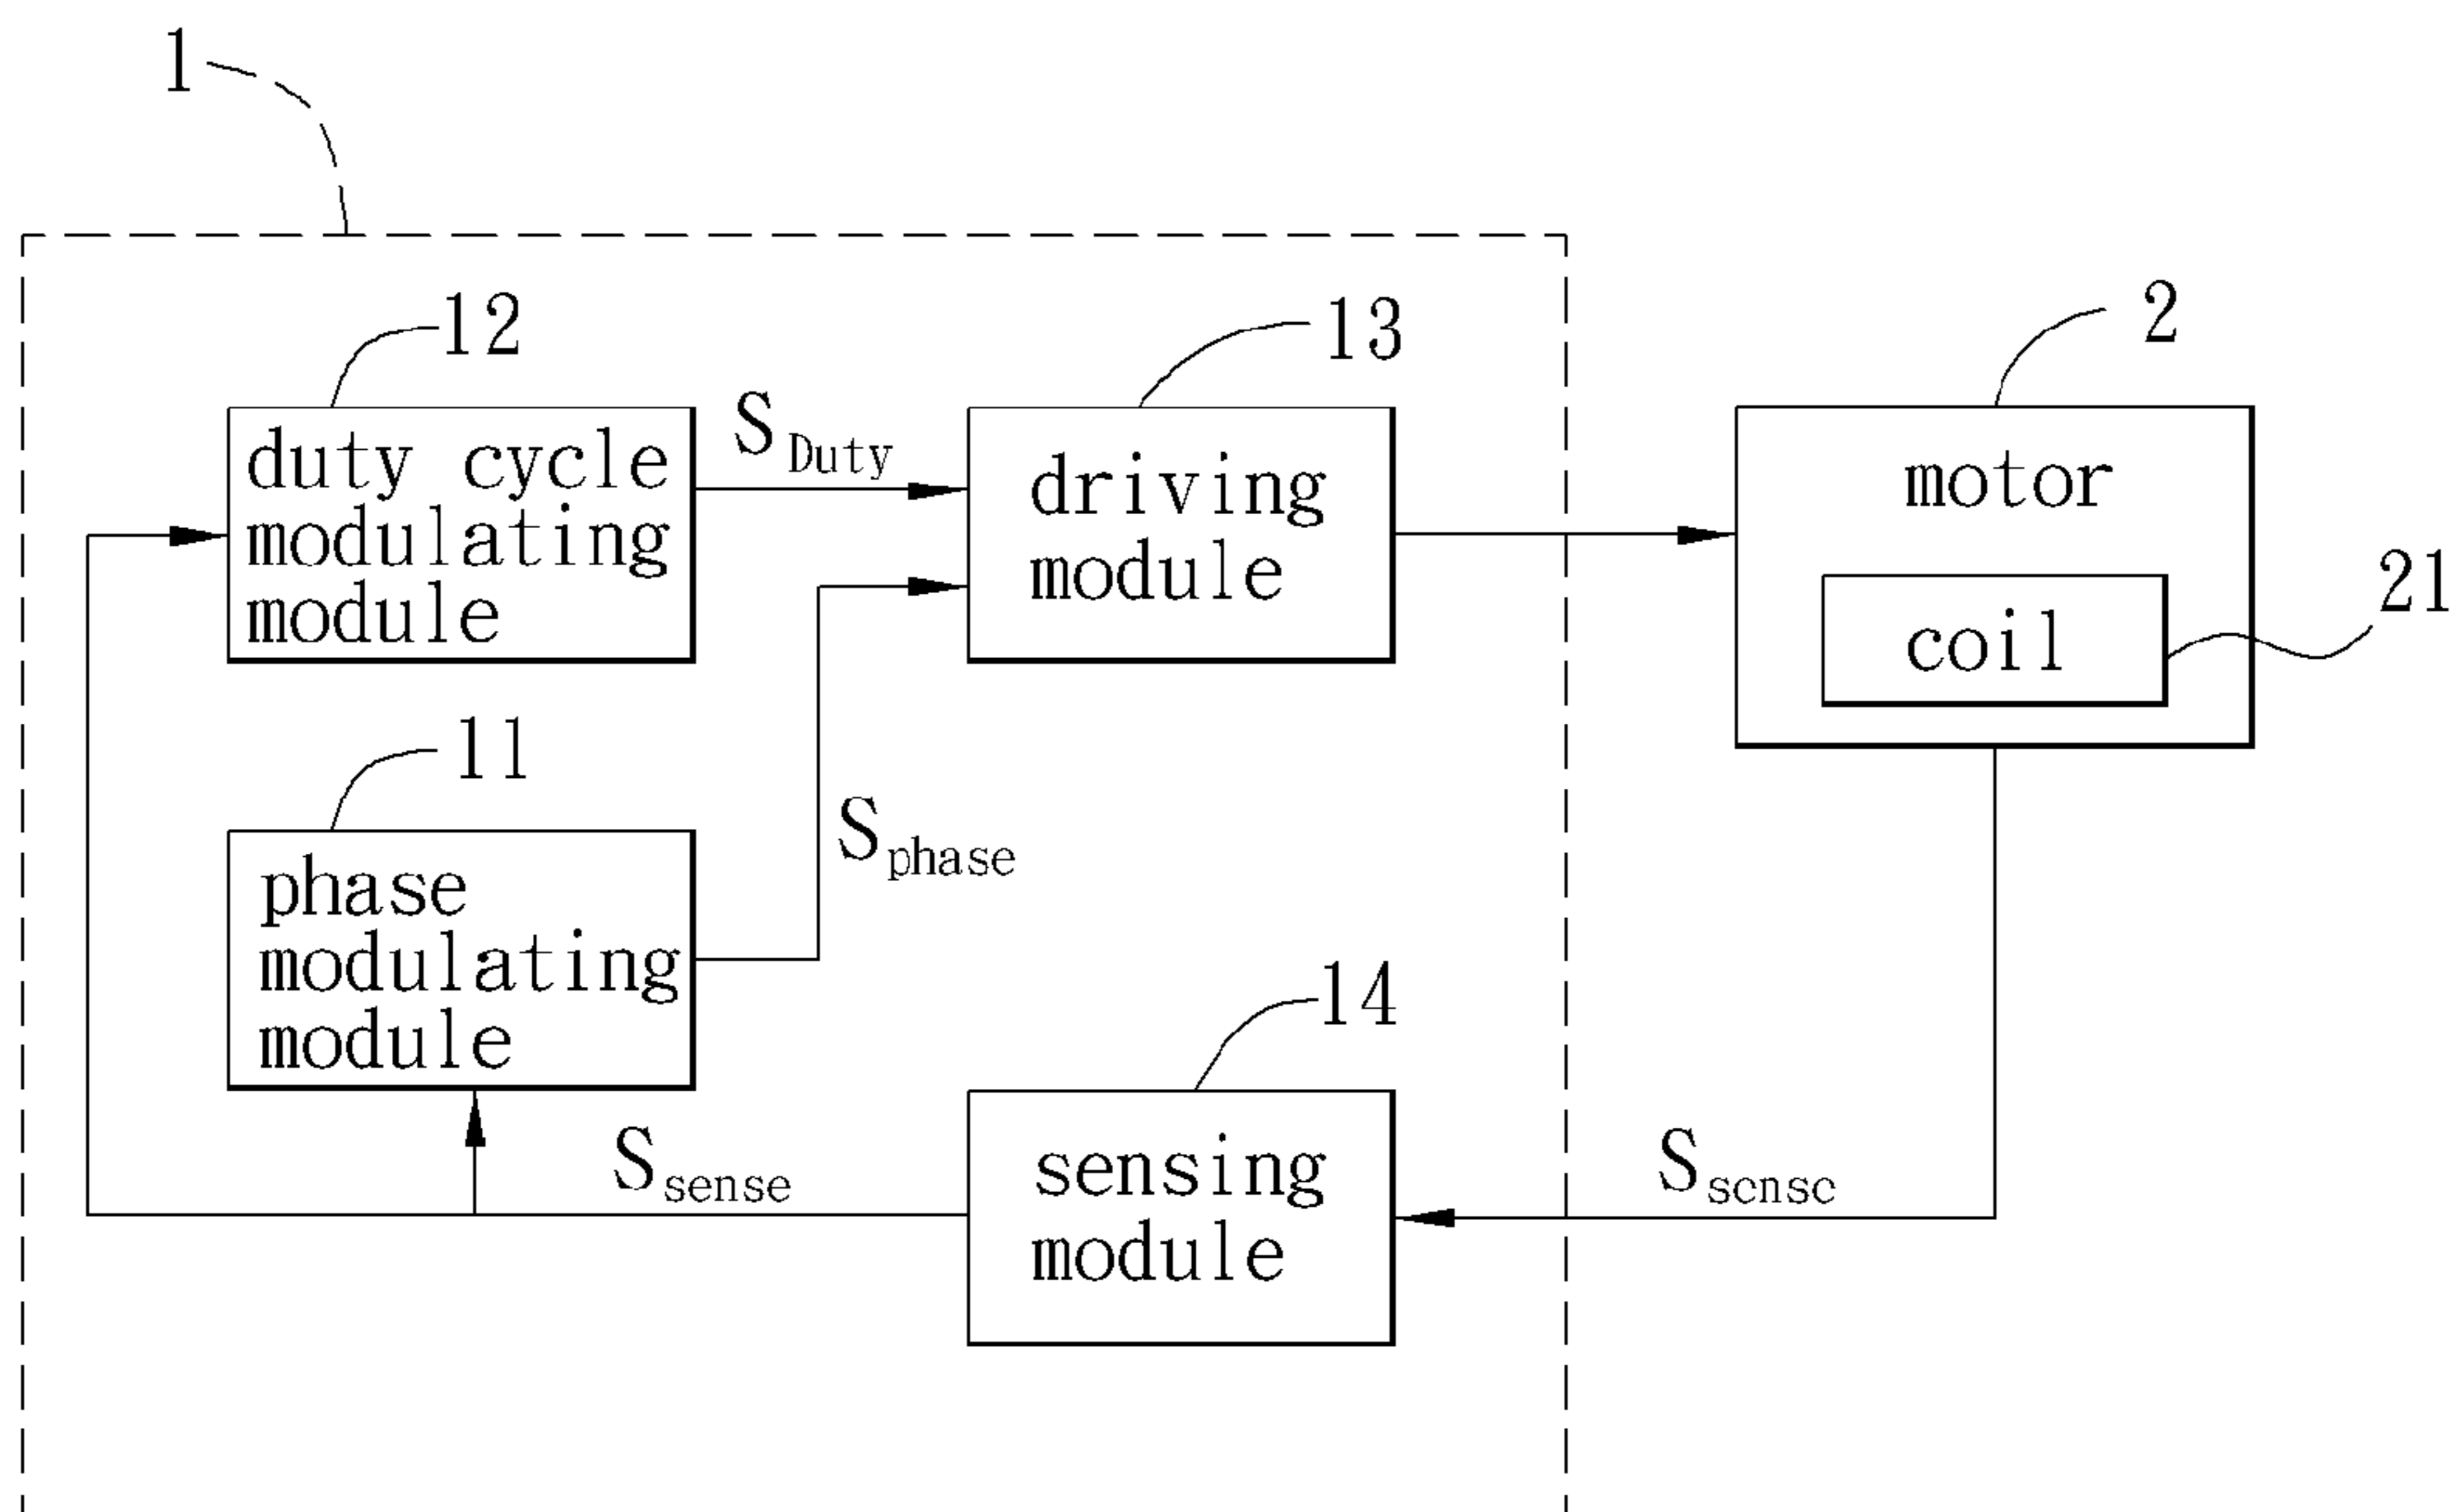 1
12
13
2
duty cycle
modulating
module
S Duty
driving
module
motor
coil
21
11
phase
modulating
module
S phase
14
S sense
sensing
module
S sense